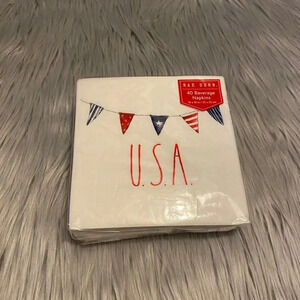 RAE DUNN
40 Beverage
Napkins
U.S.A.